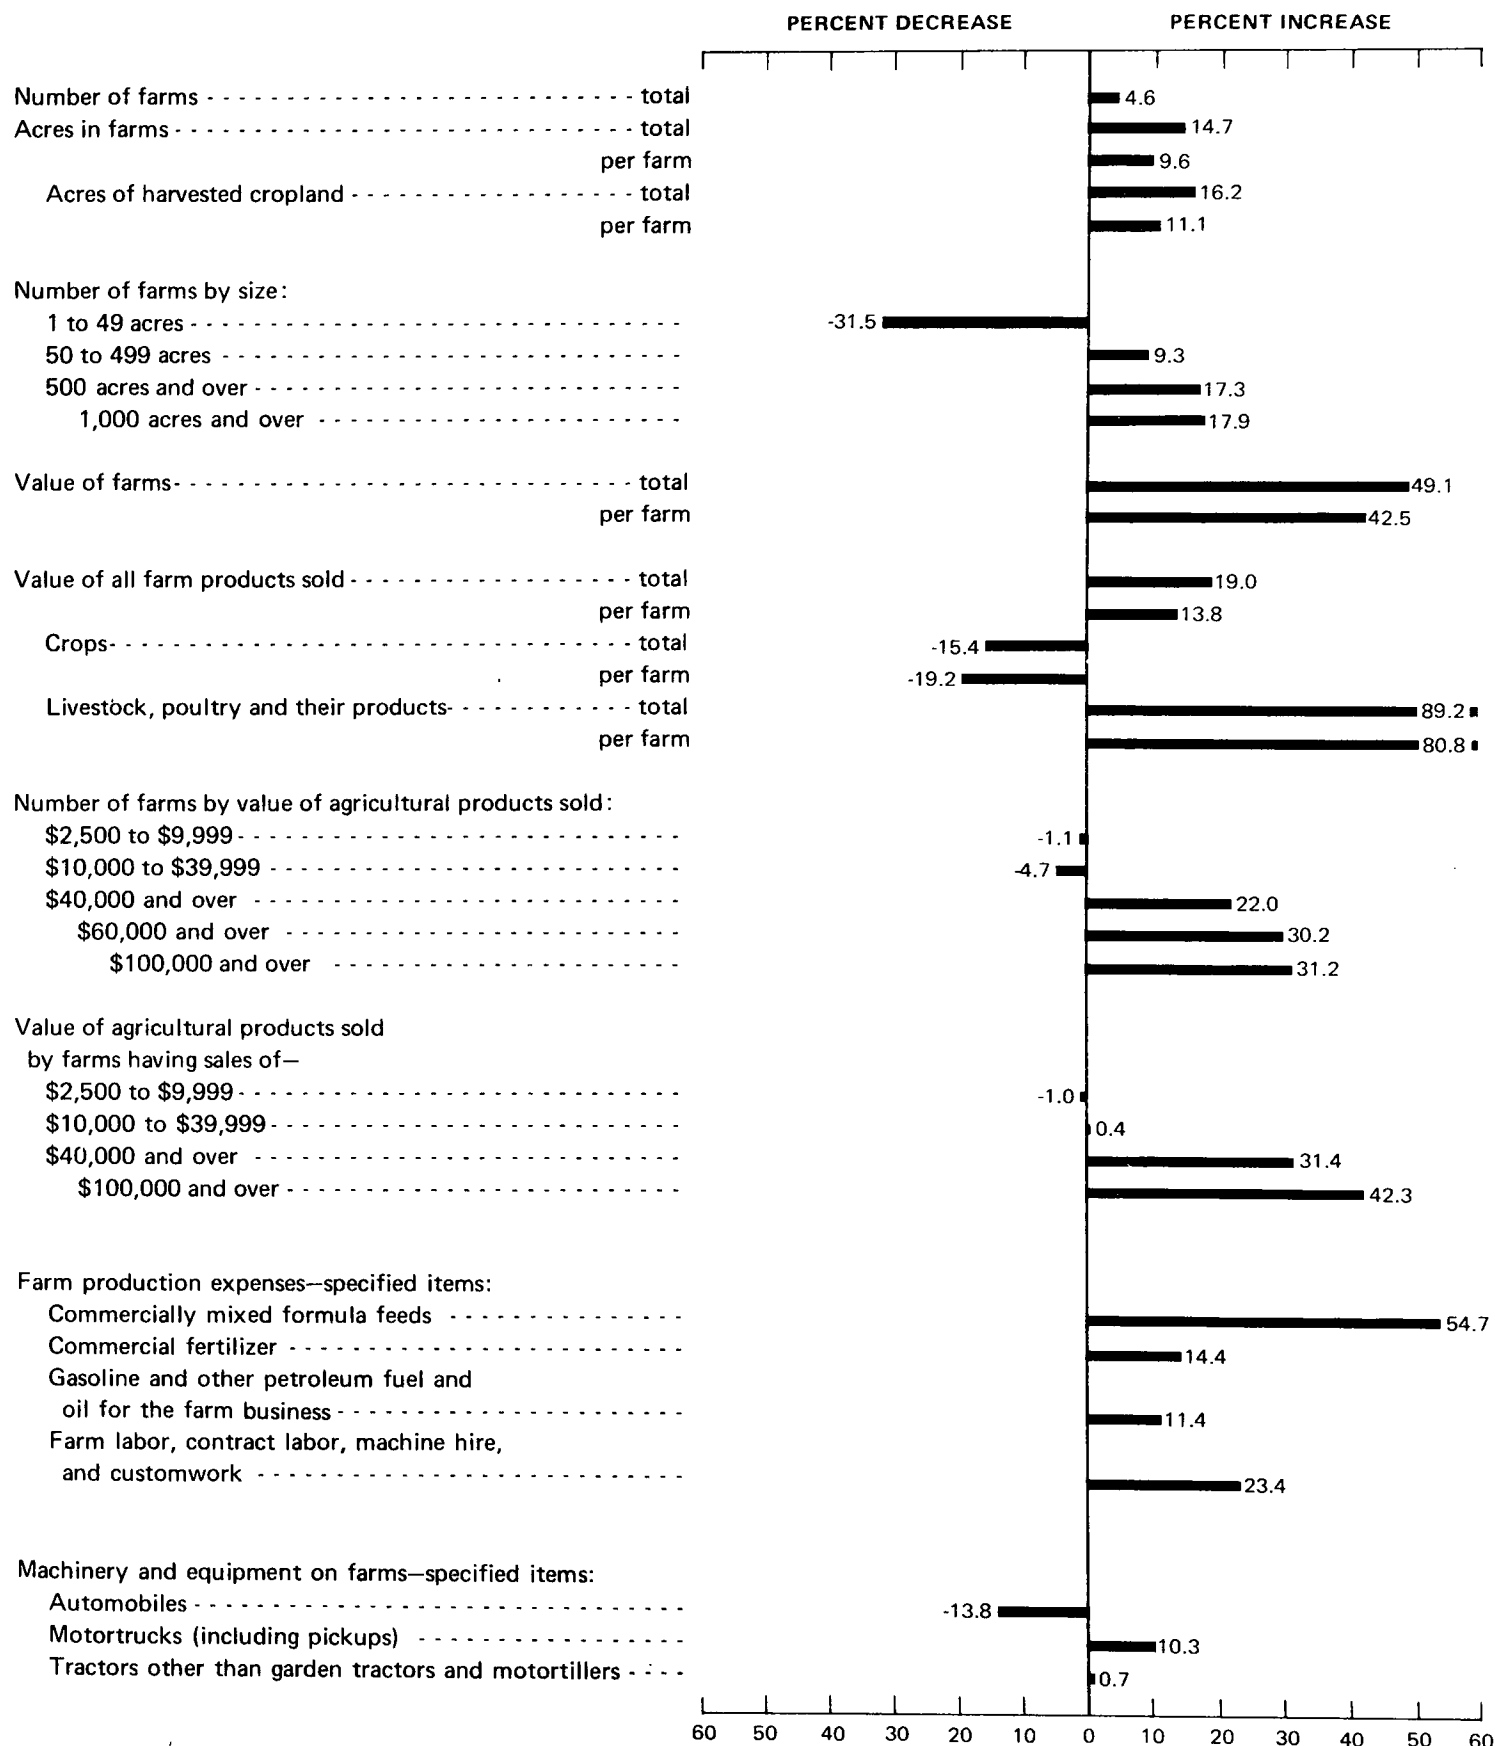 PERCENT DECREASE PERCENT INCREASE
Number of farms total 4.6
Acres in farms total 14.7
per farm 9.6
Acres of harvested cropland total 16.2
per farm 11.1
Number of farms by size:
1 to 49 acres -31.5
50 to 499 acres 9.3
500 acres and over 17.3
1,000 acres and over 17.9
Value of farms total 49.1
per farm 42.5
Value of all farm products sold total 19.0
per farm 13.8
Crops total -15.4
per farm -19.2
Livestock, poultry and their products total 89.2
per farm 80.8
Number of farms by value of agricultural products sold:
$2,500 to $9,999 -1.1
$10,000 to $39,999 -4.7
$40,000 and over 22.0
$60,000 and over 30.2
$100,000 and over 31.2
Value of agricultural products sold
by farms having sales of—
$2,500 to $9,999 -1.0
$10,000 to $39,999 0.4
$40,000 and over 31.4
$100,000 and over 42.3
Farm production expenses—specified items:
Commercially mixed formula feeds 54.7
Commercial fertilizer 14.4
Gasoline and other petroleum fuel and
oil for the farm business 11.4
Farm labor, contract labor, machine hire,
and customwork 23.4
Machinery and equipment on farms—specified items:
Automobiles -13.8
Motortrucks (including pickups) 10.3
Tractors other than garden tractors and motortillers 0.7
60 50 40 30 20 10 0 10 20 30 40 50 60